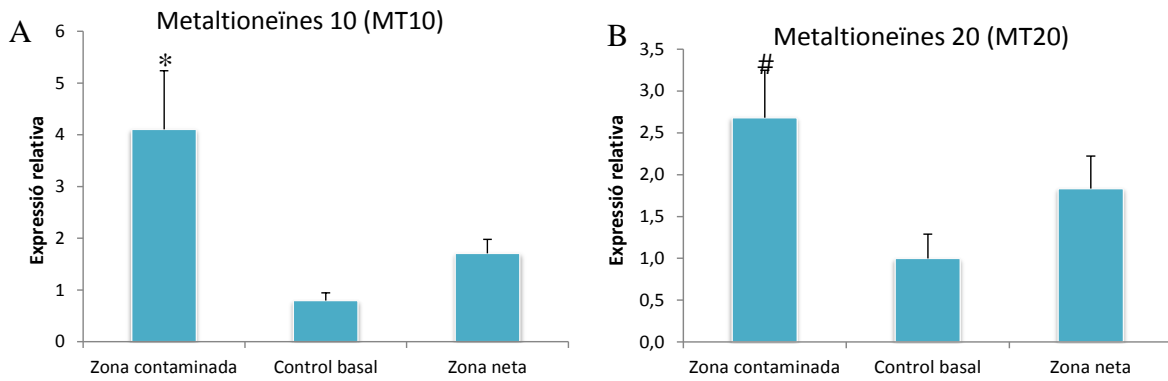 A
Metaltioneïnes 10 (MT10)
6
5
4
3
2
1
0
Expressió relativa
*
Zona contaminada
Control basal
Zona neta
B
Metaltioneïnes 20 (MT20)
3,5
3,0
2,5
2,0
1,5
1,0
0,5
0,0
Expressió relativa
#
Zona contaminada
Control basal
Zona neta